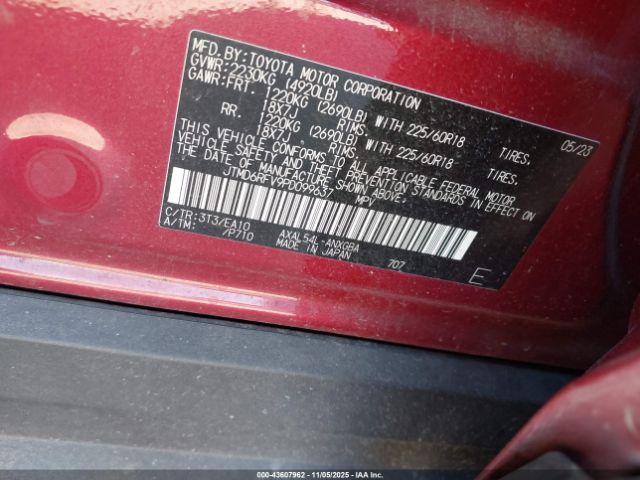 MFD. BY: TOYOTA MOTOR CORPORATION 05/23
GVWR: 2230KG (4920LB)
GAWR: FRT. 1220KG (2690LB) WITH 225/60R18 TIRES.
18X7J RIMS.
RR. 1220KG (2690LB) WITH 225/60R18 TIRES.
18X7J RIMS.
THIS VEHICLE CONFORMS TO ALL APPLICABLE FEDERAL MOTOR
VEHICLE SAFETY AND THEFT PREVENTION STANDARDS IN EFFECT ON
THE DATE OF MANUFACTURE SHOWN ABOVE.
JTMD6RFV9PD099637 MPV
C/TR: 3T3/EA10 AXAL54L-ANXGBA
A/TM: /P710 MADE IN JAPAN 707 E
000-43607962 - 11/05/2025 - IAA Inc.